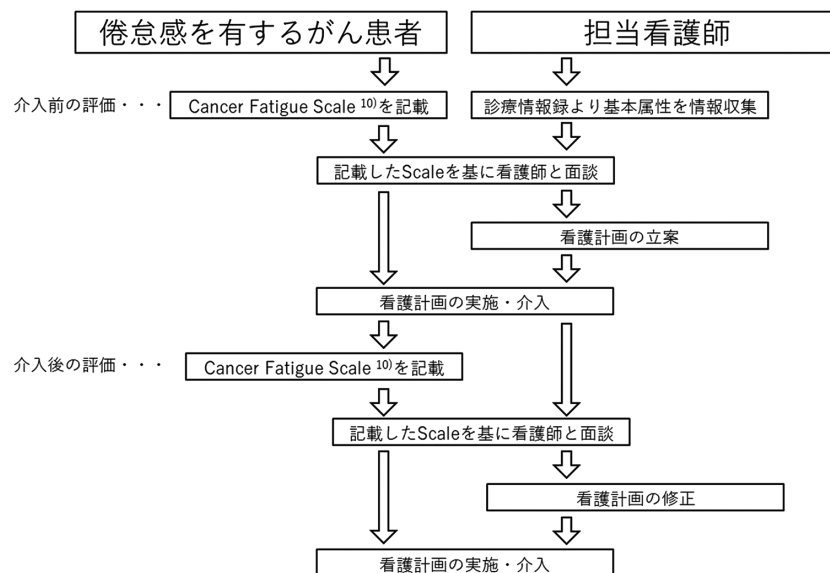 倦怠感を有するがん患者
担当看護師
介入前の評価・・・
Cancer Fatigue Scale 10)を記載
診療情報録より基本属性を情報収集
記載したScaleを基に看護師と面談
看護計画の立案
看護計画の実施・介入
介入後の評価・・・
Cancer Fatigue Scale 10)を記載
記載したScaleを基に看護師と面談
看護計画の修正
看護計画の実施・介入